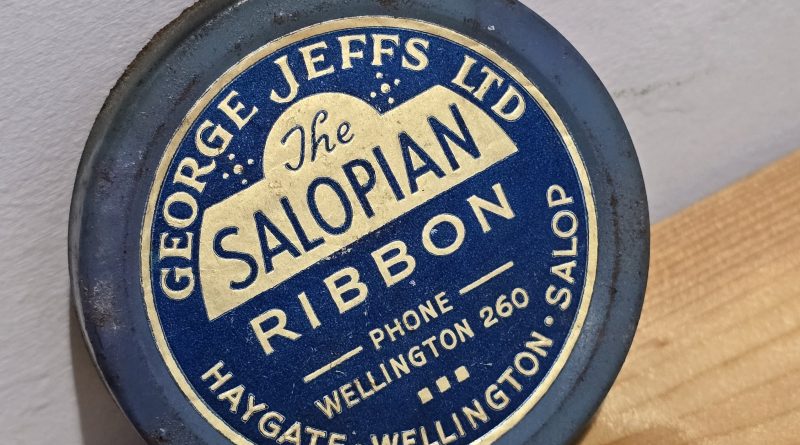 GEORGE JEFFS LTD
The
SALOPIAN
RIBBON
PHONE
WELLINGTON 260
HAYGATE · WELLINGTON · SALOP